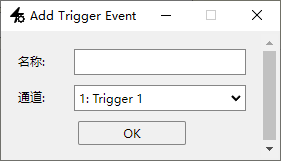 Add Trigger Event
名称:
通道: 1: Trigger 1
OK